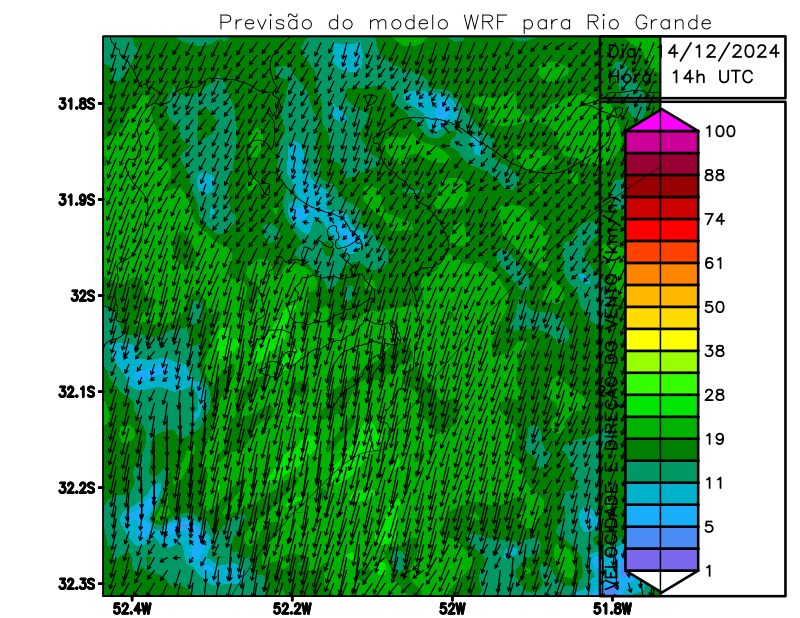 Previsão do modelo WRF para Rio Grande
Dia: 14/12/2024
Hora: 14h UTC
31.8S
31.9S
32S
32.1S
32.2S
32.3S
52.4W
52.2W
52W
51.8W
100
88
74
61
50
38
28
19
11
5
1
VELOCIDADE E DIREÇÃO DO VENTO (km/h)